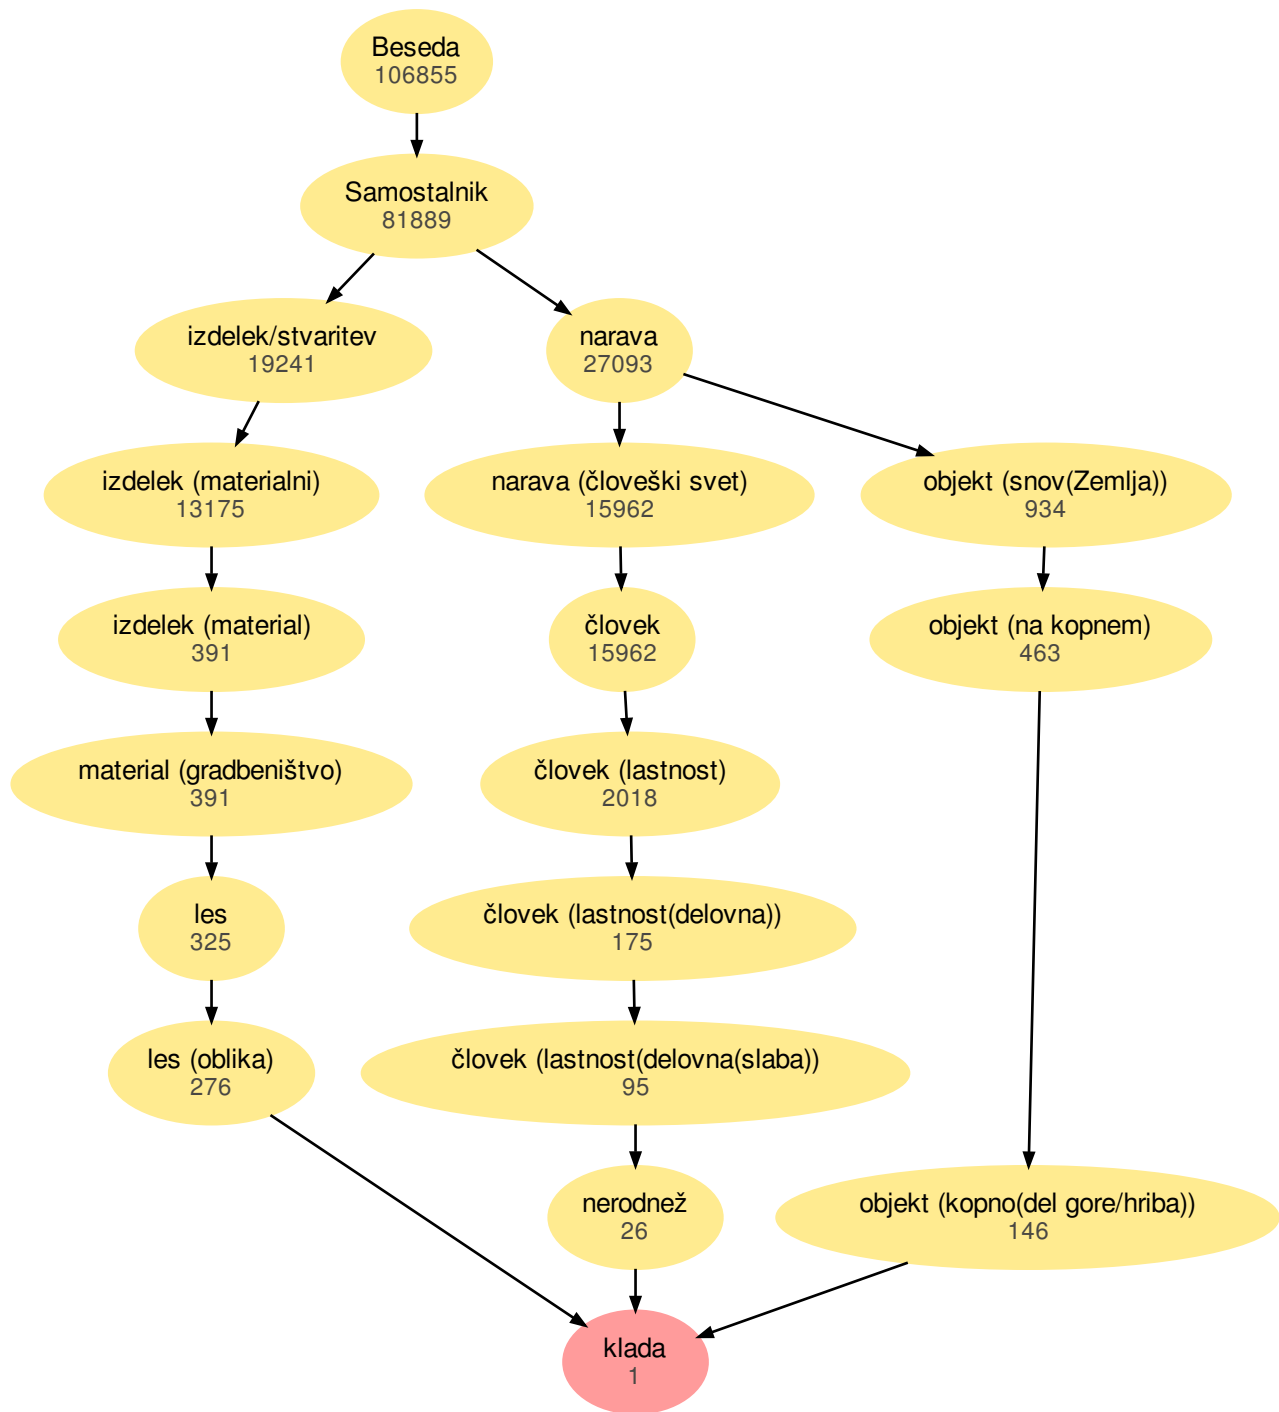 Beseda
106855
Samostalnik
81889
izdelek/stvaritev
19241
narava
27093
izdelek (materialni)
13175
narava (človeški svet)
15962
objekt (snov(Zemlja))
934
izdelek (material)
391
človek
15962
objekt (na kopnem)
463
material (gradbeništvo)
391
človek (lastnost)
2018
les
325
človek (lastnost(delovna))
175
les (oblika)
276
človek (lastnost(delovna(slaba))
95
nerodnež
26
objekt (kopno(del gore/hriba))
146
klada
1